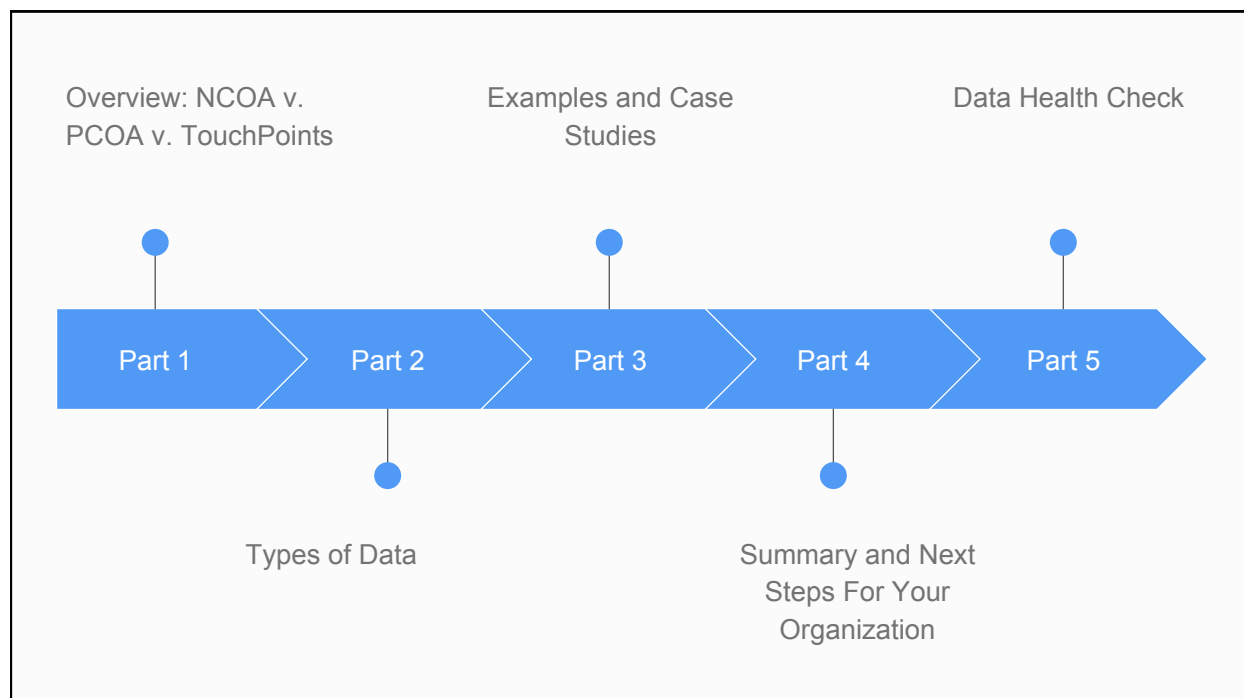 Overview: NCOA v.
PCOA v. TouchPoints
Examples and Case
Studies
Data Health Check
Part 1
Part 2
Part 3
Part 4
Part 5
Types of Data
Summary and Next
Steps For Your
Organization